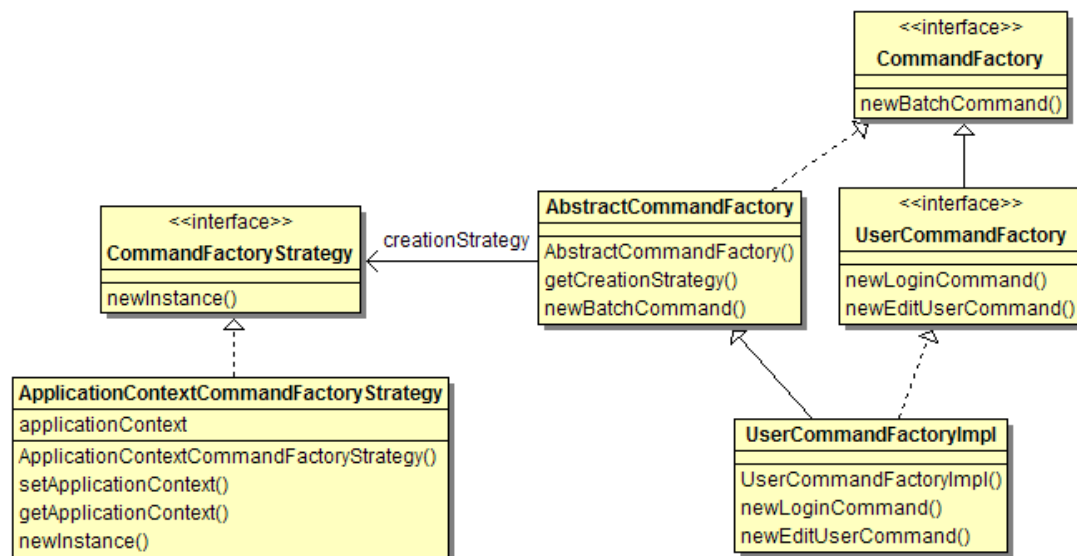 <<interface>>
CommandFactory
newBatchCommand()
AbstractCommandFactory
AbstractCommandFactory()
getCreationStrategy()
newBatchCommand()
<<interface>>
UserCommandFactory
newLoginCommand()
newEditUserCommand()
<<interface>>
CommandFactoryStrategy
newInstance()
creationStrategy
ApplicationContextCommandFactoryStrategy
applicationContext
ApplicationContextCommandFactoryStrategy()
setApplicationContext()
getApplicationContext()
newInstance()
UserCommandFactoryImpl
UserCommandFactoryImpl()
newLoginCommand()
newEditUserCommand()